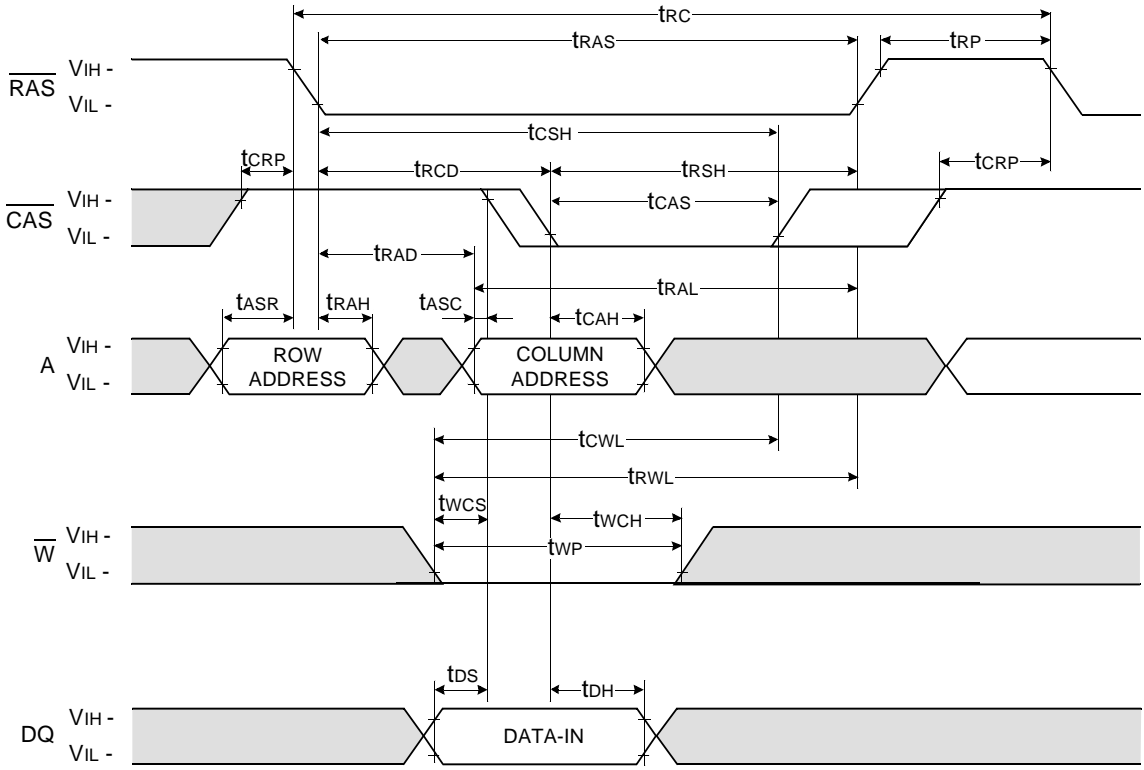 tRC
tRAS tRP
RAS VIH -
VIL -
tCSH
tCRP tRCD tRSH tCRP
CAS VIH -
VIL -
tCAS
tRAD
tRAL
tASR tRAH tASC tCAH
A VIH -
VIL -
ROW
ADDRESS
COLUMN
ADDRESS
tCWL
tRWL
tWCS
tWCH
W VIH -
VIL -
tWP
tDS tDH
DQ VIH -
VIL -
DATA-IN